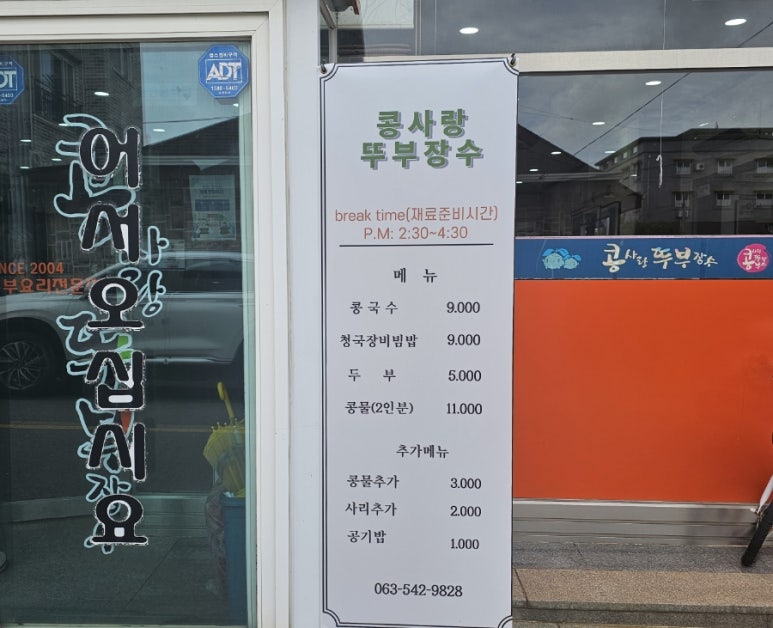 ADT
어서오십시오
SINCE 2004
콩사랑
뚜부장수
break time(재료준비시간)
P.M: 2:30~4:30
메 뉴
콩국수 9.000
청국장비빔밥 9.000
두 부 5.000
콩물(2인분) 11.000
추가메뉴
콩물추가 3.000
사리추가 2.000
공기밥 1.000
063-542-9828
콩사랑 뚜부장수